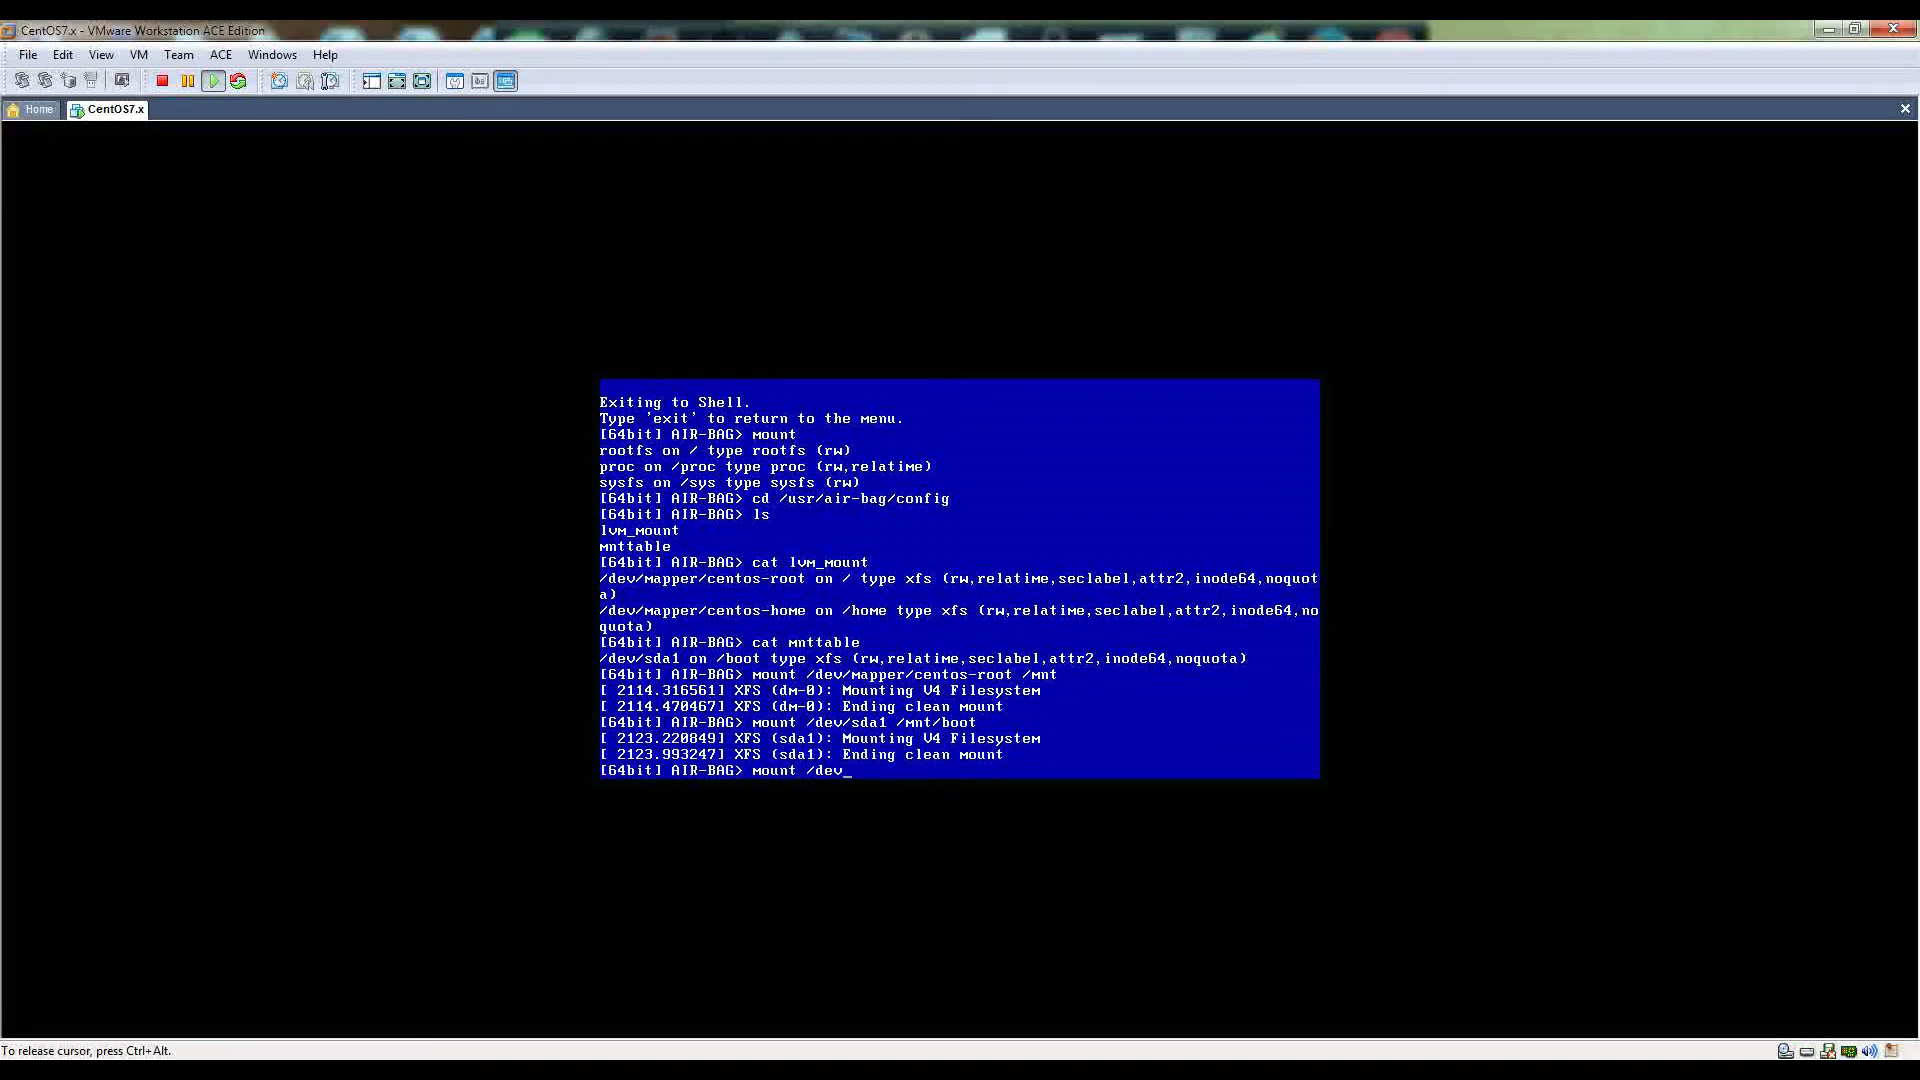 CentOS7.x - VMware Workstation ACE Edition
File Edit View VM Team ACE Windows Help
Home CentOS7.x
Exiting to Shell.
Type 'exit' to return to the menu.
[64bit] AIR-BAG> mount
rootfs on / type rootfs (rw)
proc on /proc type proc (rw,relatime)
sysfs on /sys type sysfs (rw)
[64bit] AIR-BAG> cd /usr/air-bag/config
[64bit] AIR-BAG> ls
lvm_mount
mnttable
[64bit] AIR-BAG> cat lvm_mount
/dev/mapper/centos-root on / type xfs (rw,relatime,seclabel,attr2,inode64,noquot
a)
/dev/mapper/centos-home on /home type xfs (rw,relatime,seclabel,attr2,inode64,no
quota)
[64bit] AIR-BAG> cat mnttable
/dev/sda1 on /boot type xfs (rw,relatime,seclabel,attr2,inode64,noquota)
[64bit] AIR-BAG> mount /dev/mapper/centos-root /mnt
[ 2114.316561] XFS (dm-0): Mounting V4 Filesystem
[ 2114.470467] XFS (dm-0): Ending clean mount
[64bit] AIR-BAG> mount /dev/sda1 /mnt/boot
[ 2123.220849] XFS (sda1): Mounting V4 Filesystem
[ 2123.993247] XFS (sda1): Ending clean mount
[64bit] AIR-BAG> mount /dev_
To release cursor, press Ctrl+Alt.